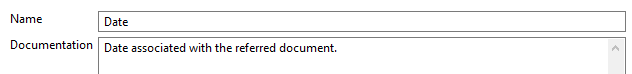 Name Date
Documentation Date associated with the referred document.